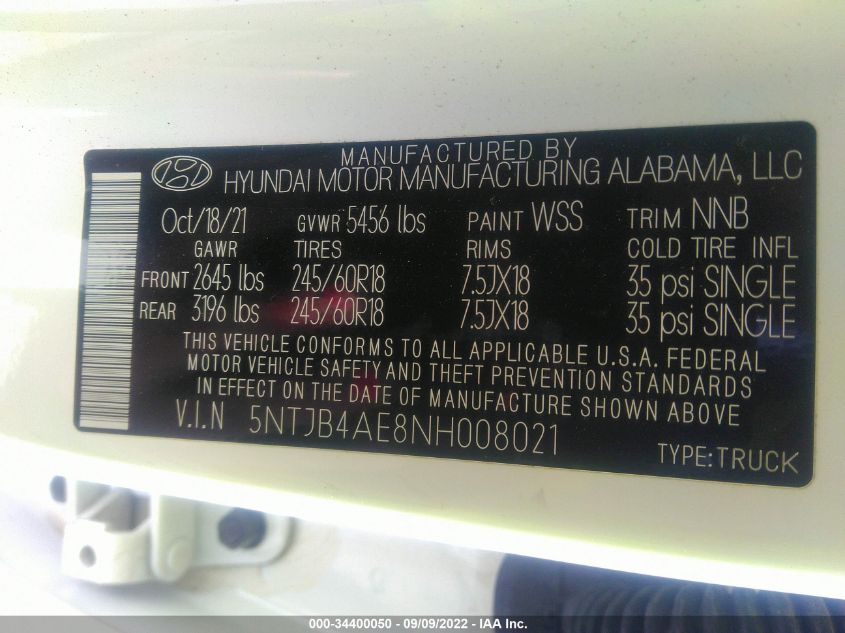 MANUFACTURED BY
HYUNDAI MOTOR MANUFACTURING ALABAMA, LLC
Oct/18/21 GVWR 5456 lbs PAINT WSS TRIM NNB
GAWR TIRES RIMS COLD TIRE INFL
FRONT 2645 lbs 245/60R18 7.5JX18 35 psi SINGLE
REAR 3196 lbs 245/60R18 7.5JX18 35 psi SINGLE
THIS VEHICLE CONFORMS TO ALL APPLICABLE U.S.A. FEDERAL
MOTOR VEHICLE SAFETY AND THEFT PREVENTION STANDARDS
IN EFFECT ON THE DATE OF MANUFACTURE SHOWN ABOVE
V.I.N 5NTJB4AE8NH008021 TYPE:TRUCK
000-34400050 - 09/09/2022 - IAA Inc.